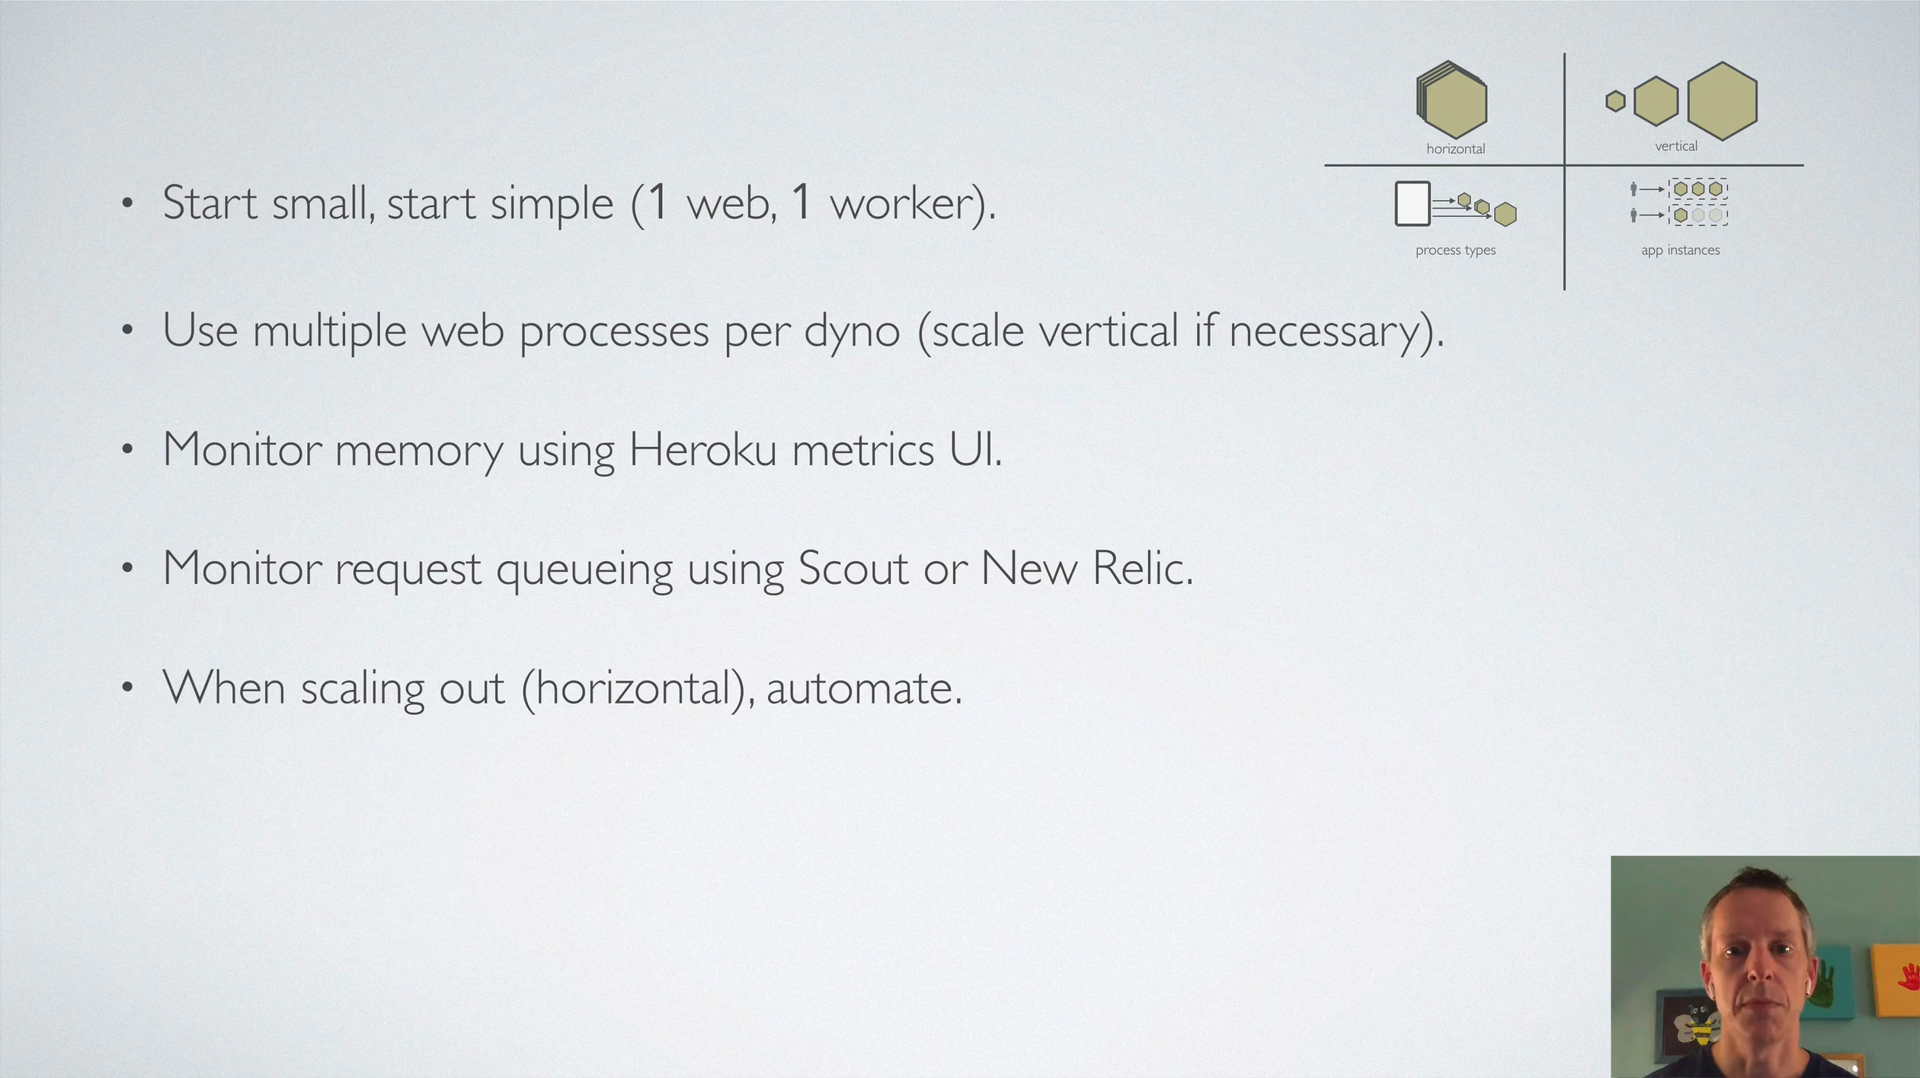 horizontal
vertical
process types
app instances
• Start small, start simple (1 web, 1 worker).
• Use multiple web processes per dyno (scale vertical if necessary).
• Monitor memory using Heroku metrics UI.
• Monitor request queueing using Scout or New Relic.
• When scaling out (horizontal), automate.